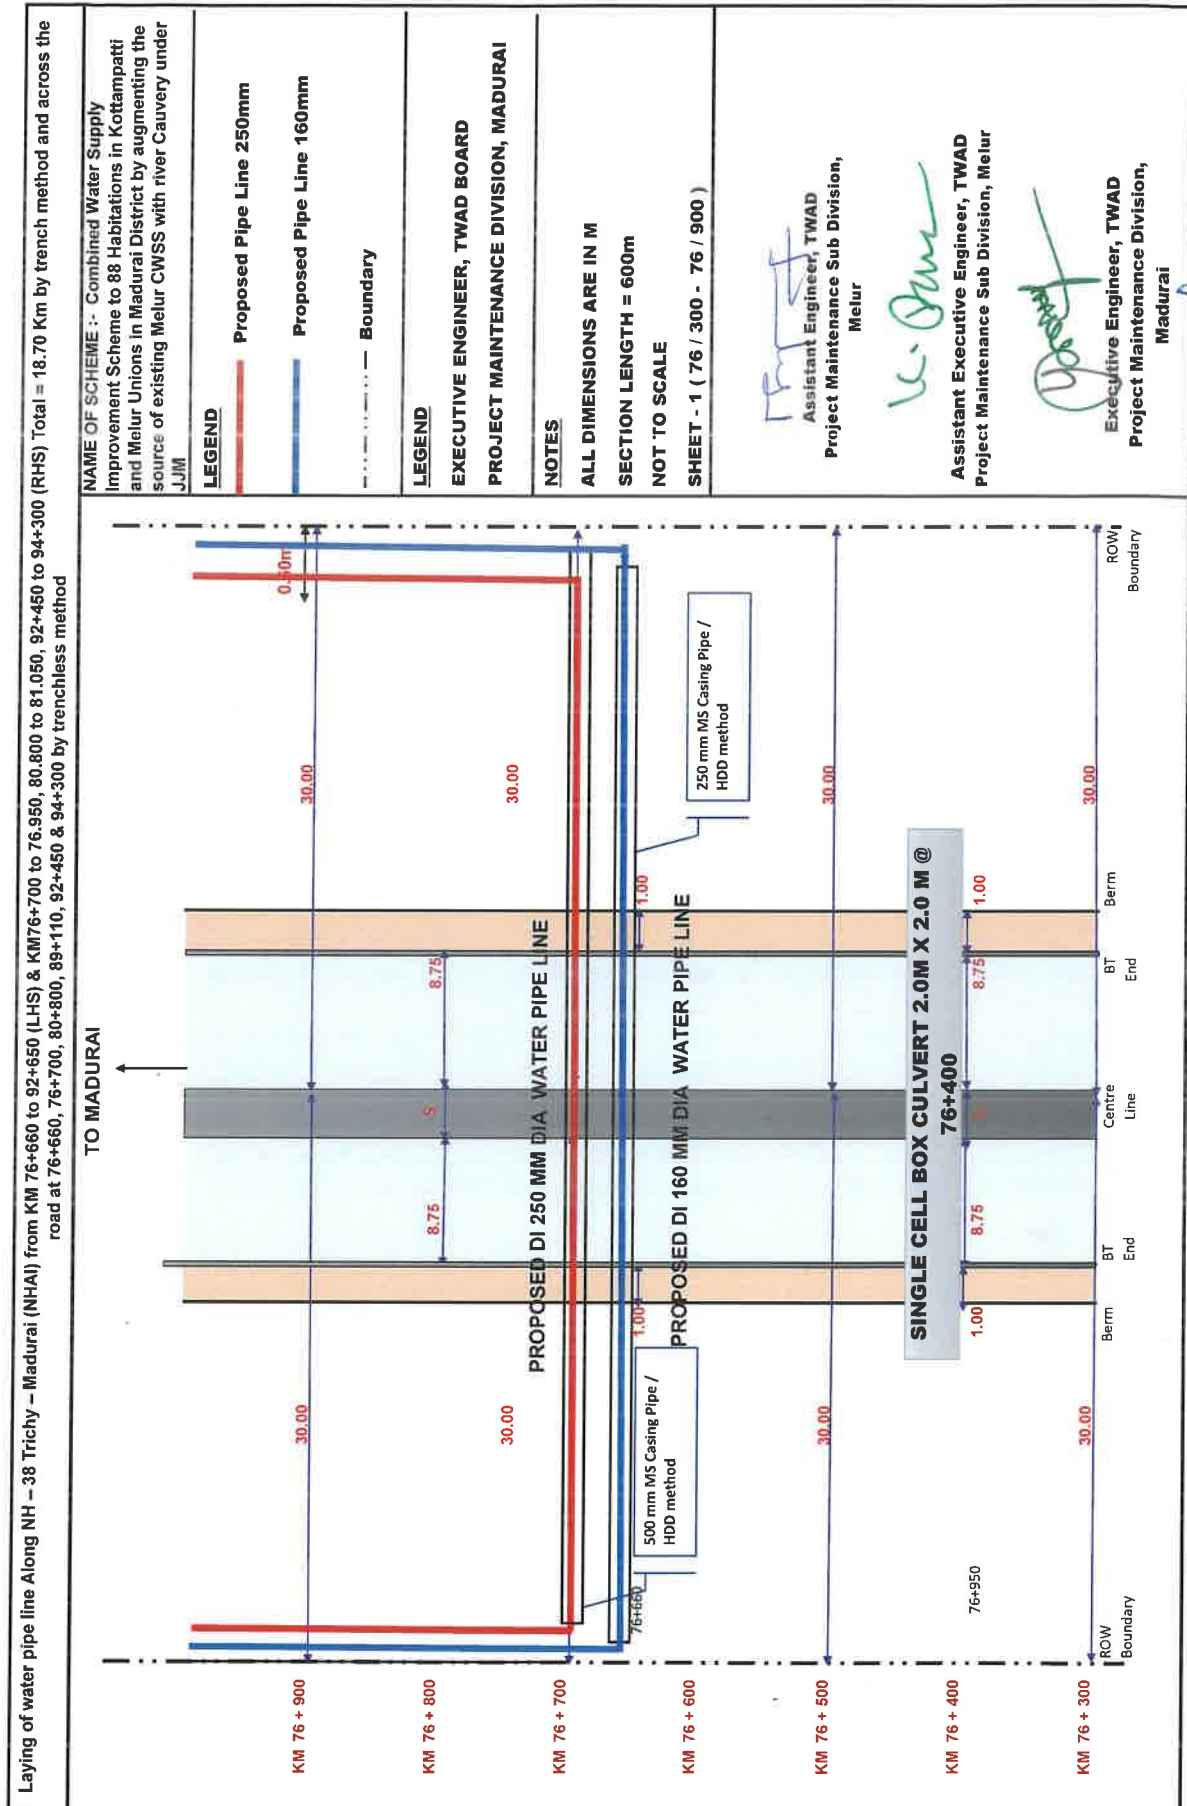 Laying of water pipe line Along NH – 38 Trichy – Madurai (NHAI) from KM 76+660 to 92+650 (LHS) & KM76+700 to 76.950, 80.800 to 81.050, 92+450 to 94+300 (RHS) Total = 18.70 Km by trench method and across the
road at 76+660, 76+700, 80+800, 89+110, 92+450 & 94+300 by trenchless method
TO MADURAI
KM 76 + 900
KM 76 + 800
KM 76 + 700
KM 76 + 600
KM 76 + 500
KM 76 + 400
KM 76 + 300
30.00
30.00
0.60m
8.75
5
8.75
30.00
30.00
PROPOSED DI 250 MM DIA WATER PIPE LINE
76+660
1.00
1.00
500 mm MS Casing Pipe /
HDD method
PROPOSED DI 160 MM DIA WATER PIPE LINE
250 mm MS Casing Pipe /
HDD method
30.00
30.00
SINGLE CELL BOX CULVERT 2.0M X 2.0 M @
76+400
76+950
1.00
8.75
8.75
1.00
30.00
30.00
ROW
Boundary
Berm
BT
End
Centre
Line
BT
End
Berm
ROW
Boundary
NAME OF SCHEME :- Combined Water Supply
Improvement Scheme to 88 Habitations in Kottampatti
and Melur Unions in Madurai District by augmenting the
source of existing Melur CWSS with river Cauvery under
JJM
LEGEND
Proposed Pipe Line 250mm
Proposed Pipe Line 160mm
Boundary
LEGEND
EXECUTIVE ENGINEER, TWAD BOARD
PROJECT MAINTENANCE DIVISION, MADURAI
NOTES
ALL DIMENSIONS ARE IN M
SECTION LENGTH = 600m
NOT TO SCALE
SHEET - 1 ( 76 / 300 - 76 / 900 )
Assistant Engineer, TWAD
Project Maintenance Sub Division,
Melur
Assistant Executive Engineer, TWAD
Project Maintenance Sub Division, Melur
Executive Engineer, TWAD
Project Maintenance Division,
Madurai